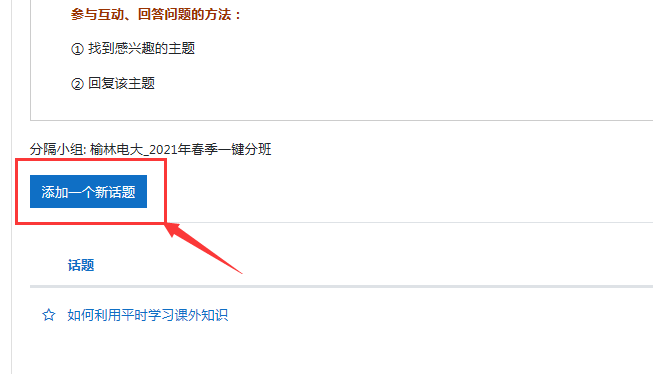 参与互动、回答问题的方法：
① 找到感兴趣的主题
② 回复该主题
分隔小组: 榆林电大_2021年春季一键分班
添加一个新话题
话题
如何利用平时学习课外知识